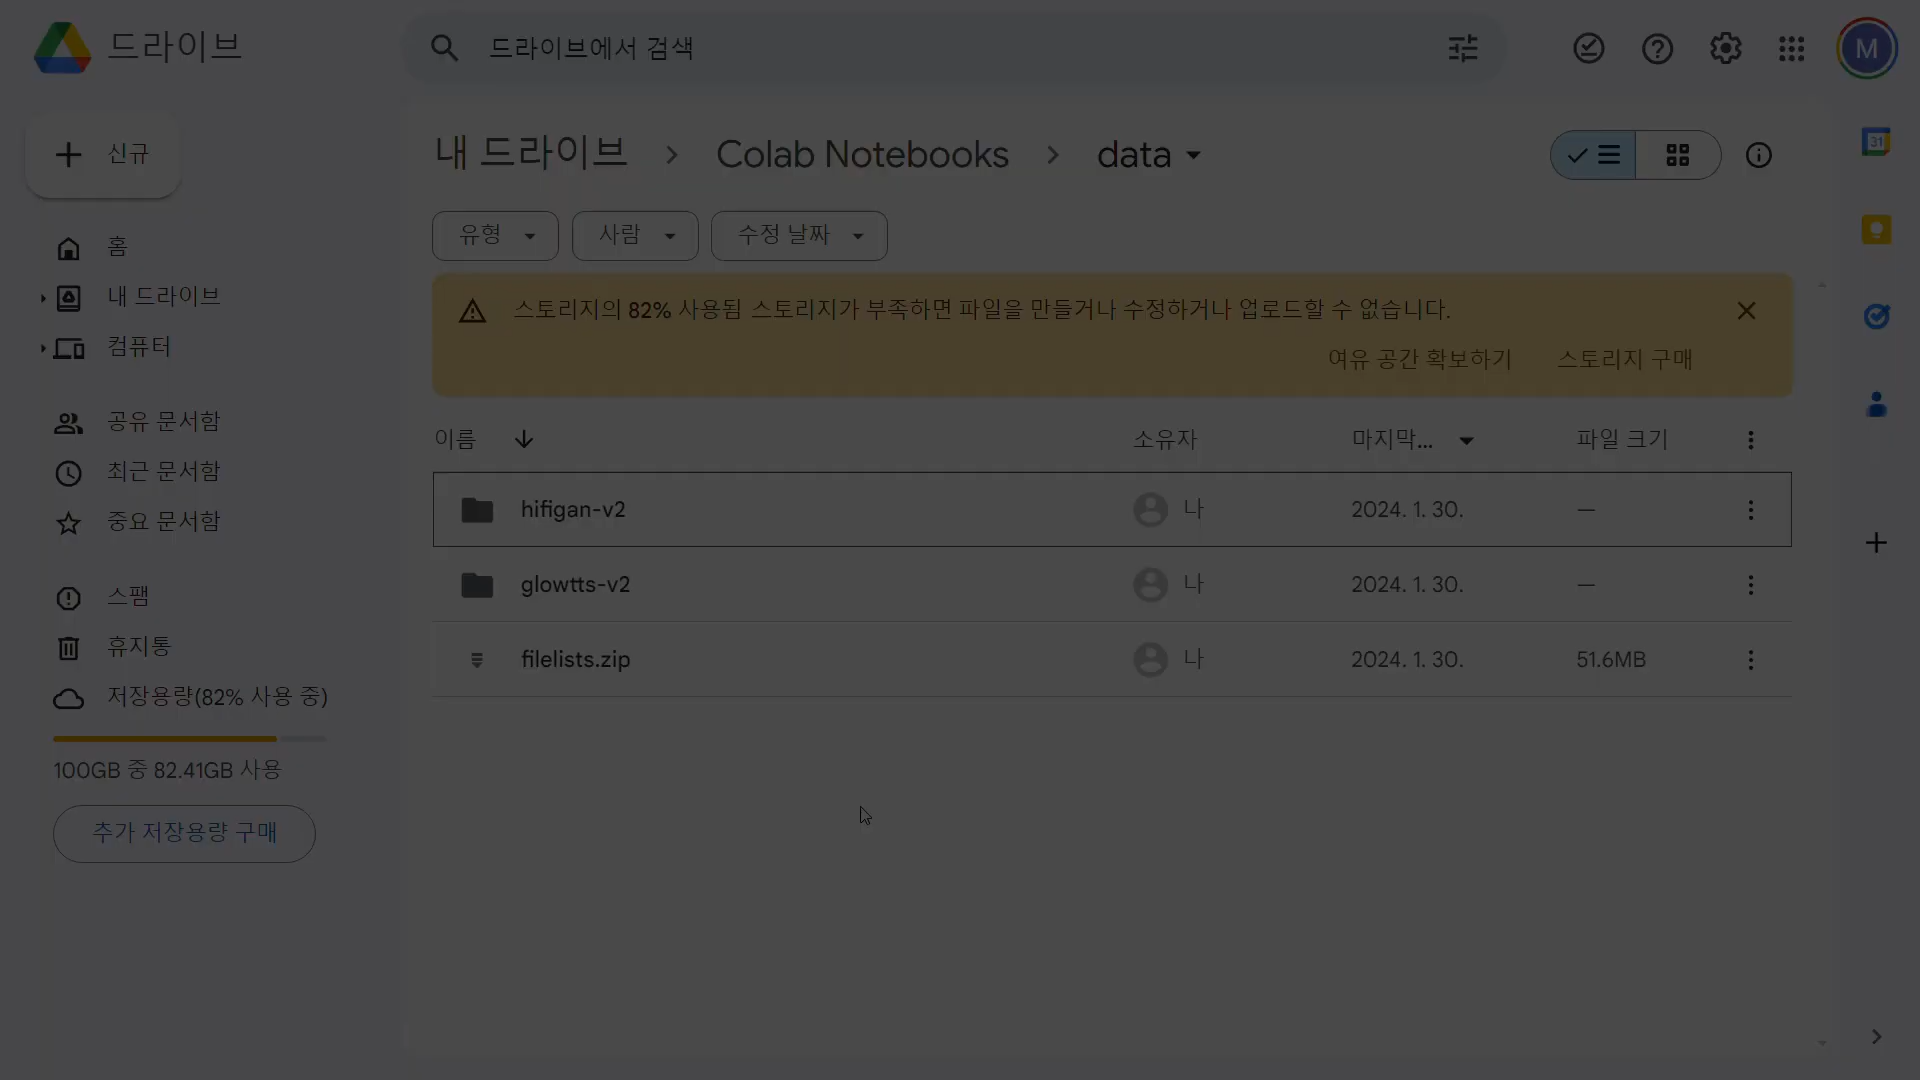 드라이브
드라이브에서 검색
M
신규
내 드라이브 > Colab Notebooks > data
31
유형
사람
수정 날짜
홈
내 드라이브
컴퓨터
스토리지의 82% 사용됨 스토리지가 부족하면 파일을 만들거나 수정하거나 업로드할 수 없습니다.
여유 공간 확보하기
스토리지 구매
공유 문서함
최근 문서함
중요 문서함
이름 소유자 마지막... 파일 크기
hifigan-v2 나 2024. 1. 30. —
glowtts-v2 나 2024. 1. 30. —
filelists.zip 나 2024. 1. 30. 51.6MB
스팸
휴지통
저장용량(82% 사용 중)
100GB 중 82.41GB 사용
추가 저장용량 구매